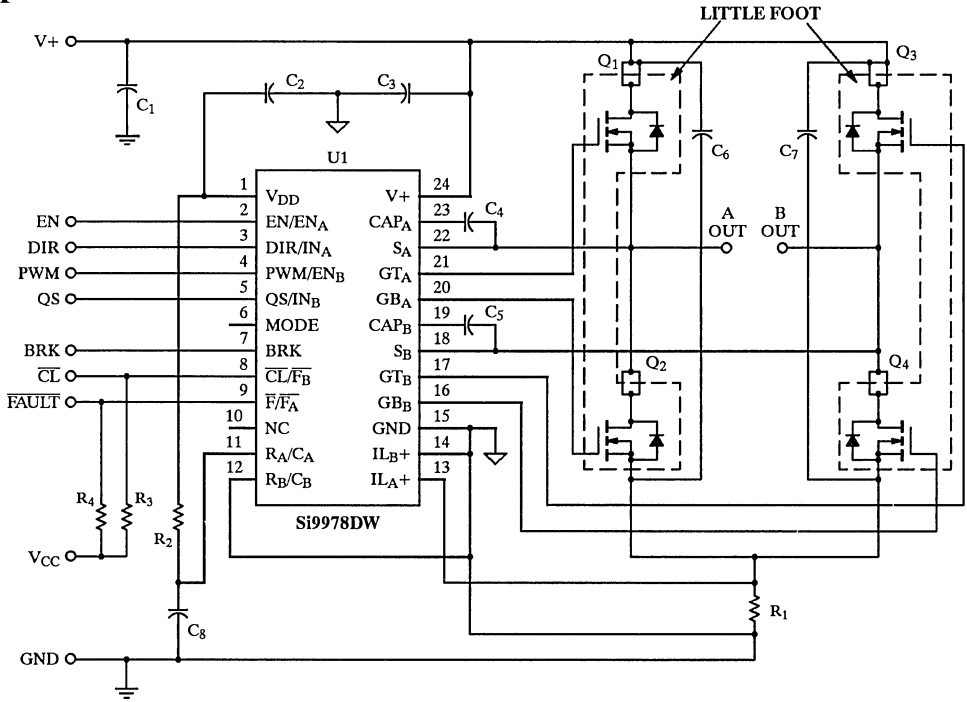 LITTLE FOOT
V+
Q1
Q3
C1
C2
C3
C6
C7
U1
1 VDD
2 EN/ENA
3 DIR/INA
4 PWM/ENB
5 QS/INB
6 MODE
7 BRK
8 CL/FB
9 F/FA
10 NC
11 RA/CA
12 RB/CB
24 V+
23 CAPA
22 SA
21 GTA
20 GBA
19 CAPB
18 SB
17 GTB
16 GBB
15 GND
14 ILB+
13 ILA+
Si9978DW
EN
DIR
PWM
QS
BRK
CL
FAULT
C4
C5
A OUT
B OUT
Q2
Q4
R4
R3
R2
VCC
C8
R1
GND